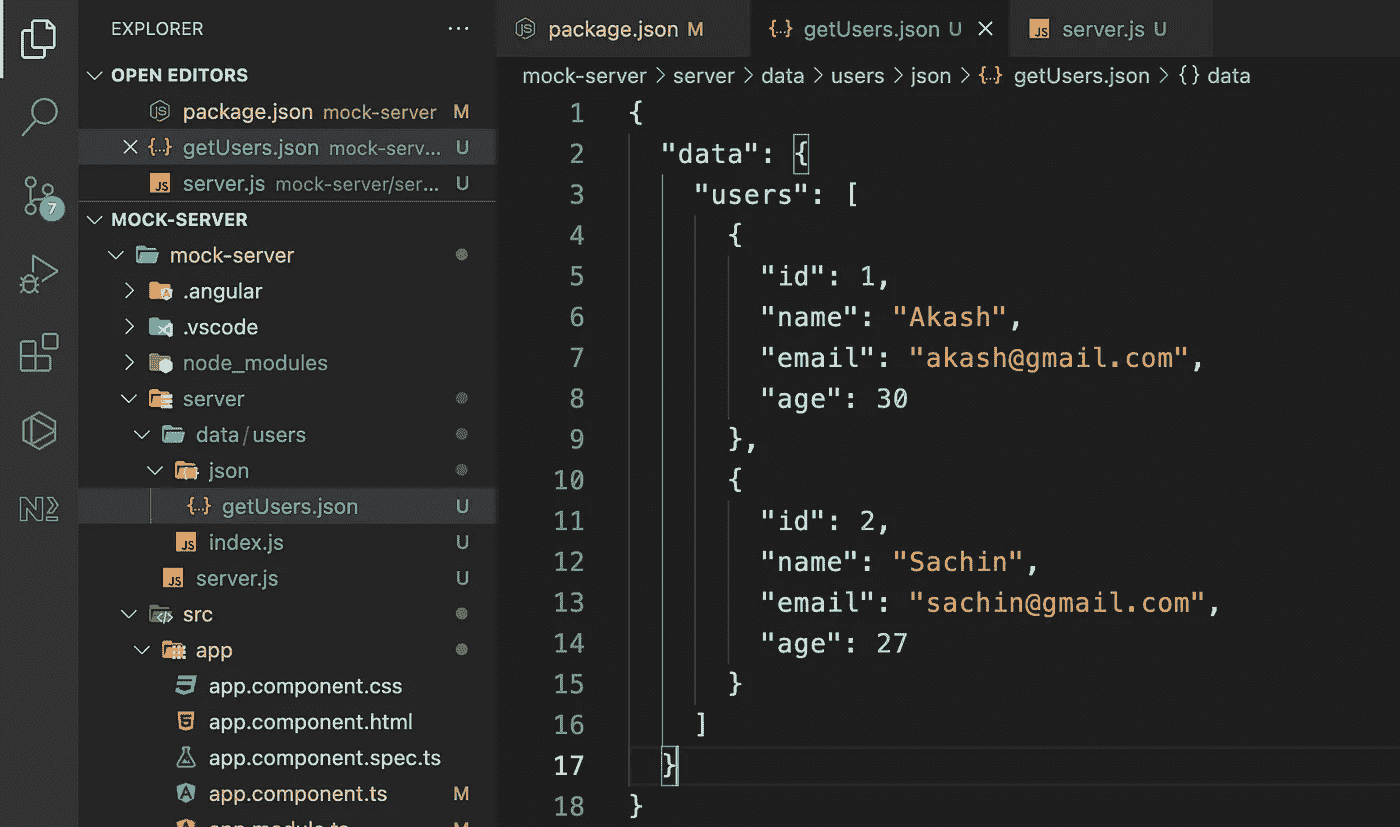 EXPLORER ...
OPEN EDITORS
package.json mock-server M
getUsers.json mock-serv... U
server.js mock-server/ser... U
MOCK-SERVER
mock-server
.angular
.vscode
node_modules
server
data/users
json
getUsers.json U
index.js U
server.js U
src
app
app.component.css
app.component.html
app.component.spec.ts
app.component.ts M
7
package.json M
getUsers.json U
JS server.js U
mock-server > server > data > users > json > {..} getUsers.json > {} data
1 {
2 "data": {
3 "users": [
4 {
5 "id": 1,
6 "name": "Akash",
7 "email": "akash@gmail.com",
8 "age": 30
9 },
10 {
11 "id": 2,
12 "name": "Sachin",
13 "email": "sachin@gmail.com",
14 "age": 27
15 }
16 ]
17 }
18 }